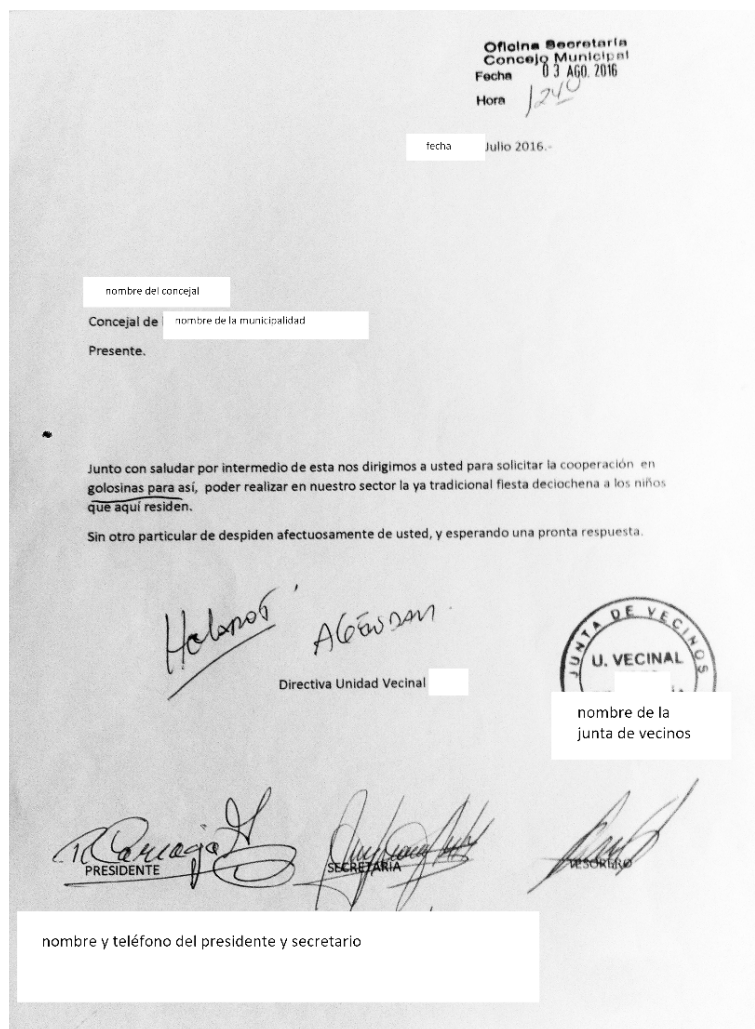 Oficina Secretaría
Concejo Municipal
Fecha 03 AGO. 2016
Hora 1240
fecha Julio 2016.-
nombre del concejal
Concejal de nombre de la municipalidad
Presente.
Junto con saludar por intermedio de esta nos dirigimos a usted para solicitar la cooperación en
golosinas para así, poder realizar en nuestro sector la ya tradicional fiesta deciochena a los niños
que aquí residen.
Sin otro particular de despiden afectuosamente de usted, y esperando una pronta respuesta.
AGENDAR
Directiva Unidad Vecinal
JUNTA DE VECINOS
U. VECINAL
nombre de la
junta de vecinos
PRESIDENTE
SECRETARIA
TESORERO
nombre y teléfono del presidente y secretario